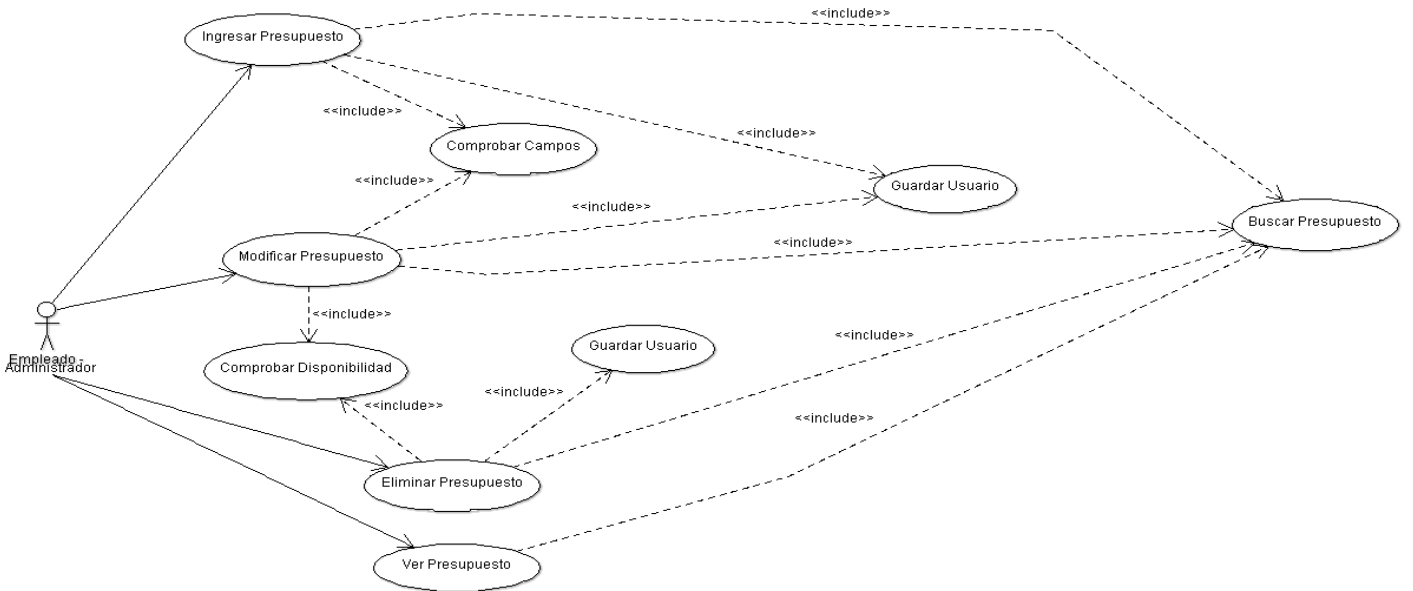 <<include>>
Ingresar Presupuesto
<<include>>
<<include>>
Comprobar Campos
<<include>>
Guardar Usuario
<<include>>
Buscar Presupuesto
<<include>>
Modificar Presupuesto
<<include>>
<<include>>
Guardar Usuario
Empleado -
Administrador
Comprobar Disponibilidad
<<include>>
<<include>>
<<include>>
Eliminar Presupuesto
Ver Presupuesto